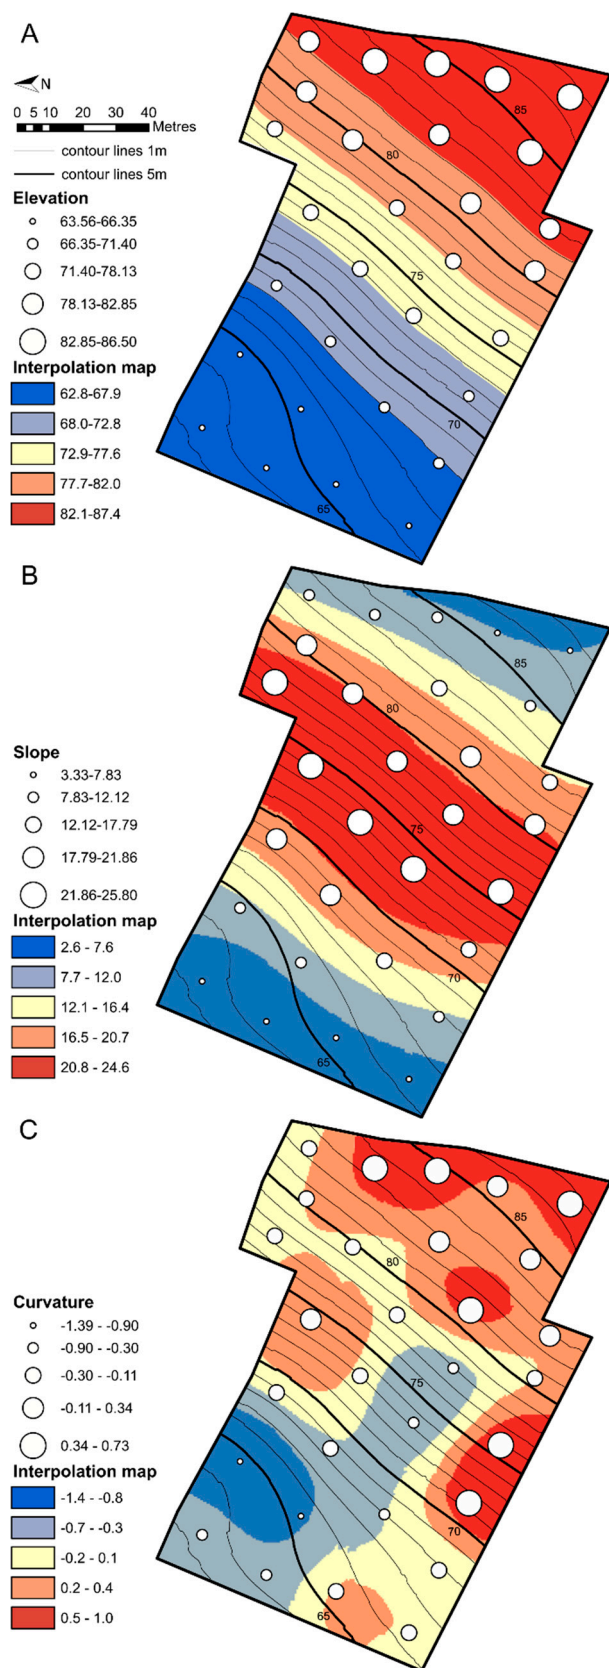 A
N
0 5 10 20 30 40
Metres
contour lines 1m
contour lines 5m
Elevation
63.56-66.35
66.35-71.40
71.40-78.13
78.13-82.85
82.85-86.50
Interpolation map
62.8-67.9
68.0-72.8
72.9-77.6
77.7-82.0
82.1-87.4
85
80
75
70
65
B
Slope
3.33-7.83
7.83-12.12
12.12-17.79
17.79-21.86
21.86-25.80
Interpolation map
2.6 - 7.6
7.7 - 12.0
12.1 - 16.4
16.5 - 20.7
20.8 - 24.6
85
80
75
70
65
C
Curvature
-1.39 - -0.90
-0.90 - -0.30
-0.30 - -0.11
-0.11 - 0.34
0.34 - 0.73
Interpolation map
-1.4 - -0.8
-0.7 - -0.3
-0.2 - 0.1
0.2 - 0.4
0.5 - 1.0
85
80
75
70
65